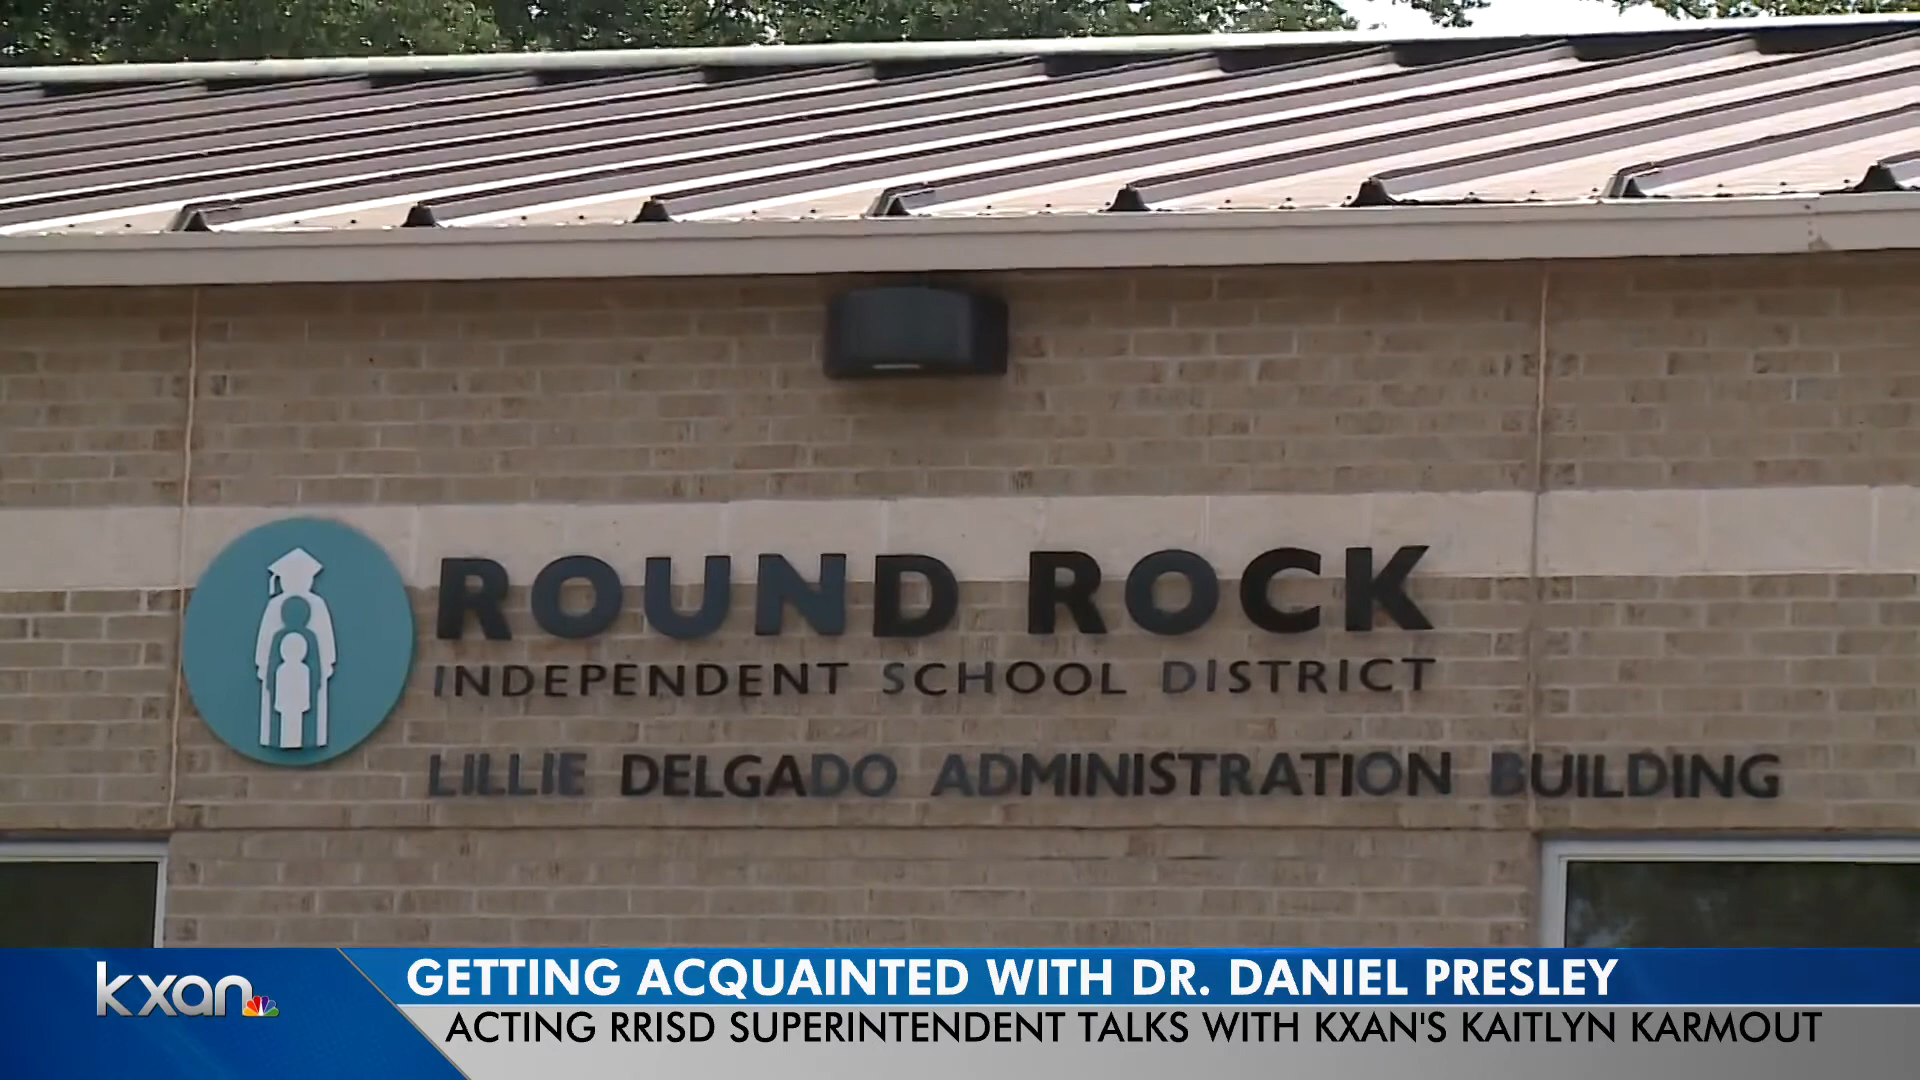 ROUND ROCK
INDEPENDENT SCHOOL DISTRICT
LILLIE DELGADO ADMINISTRATION BUILDING
kxan
GETTING ACQUAINTED WITH DR. DANIEL PRESLEY
ACTING RRISD SUPERINTENDENT TALKS WITH KXAN'S KAITLYN KARMOUT